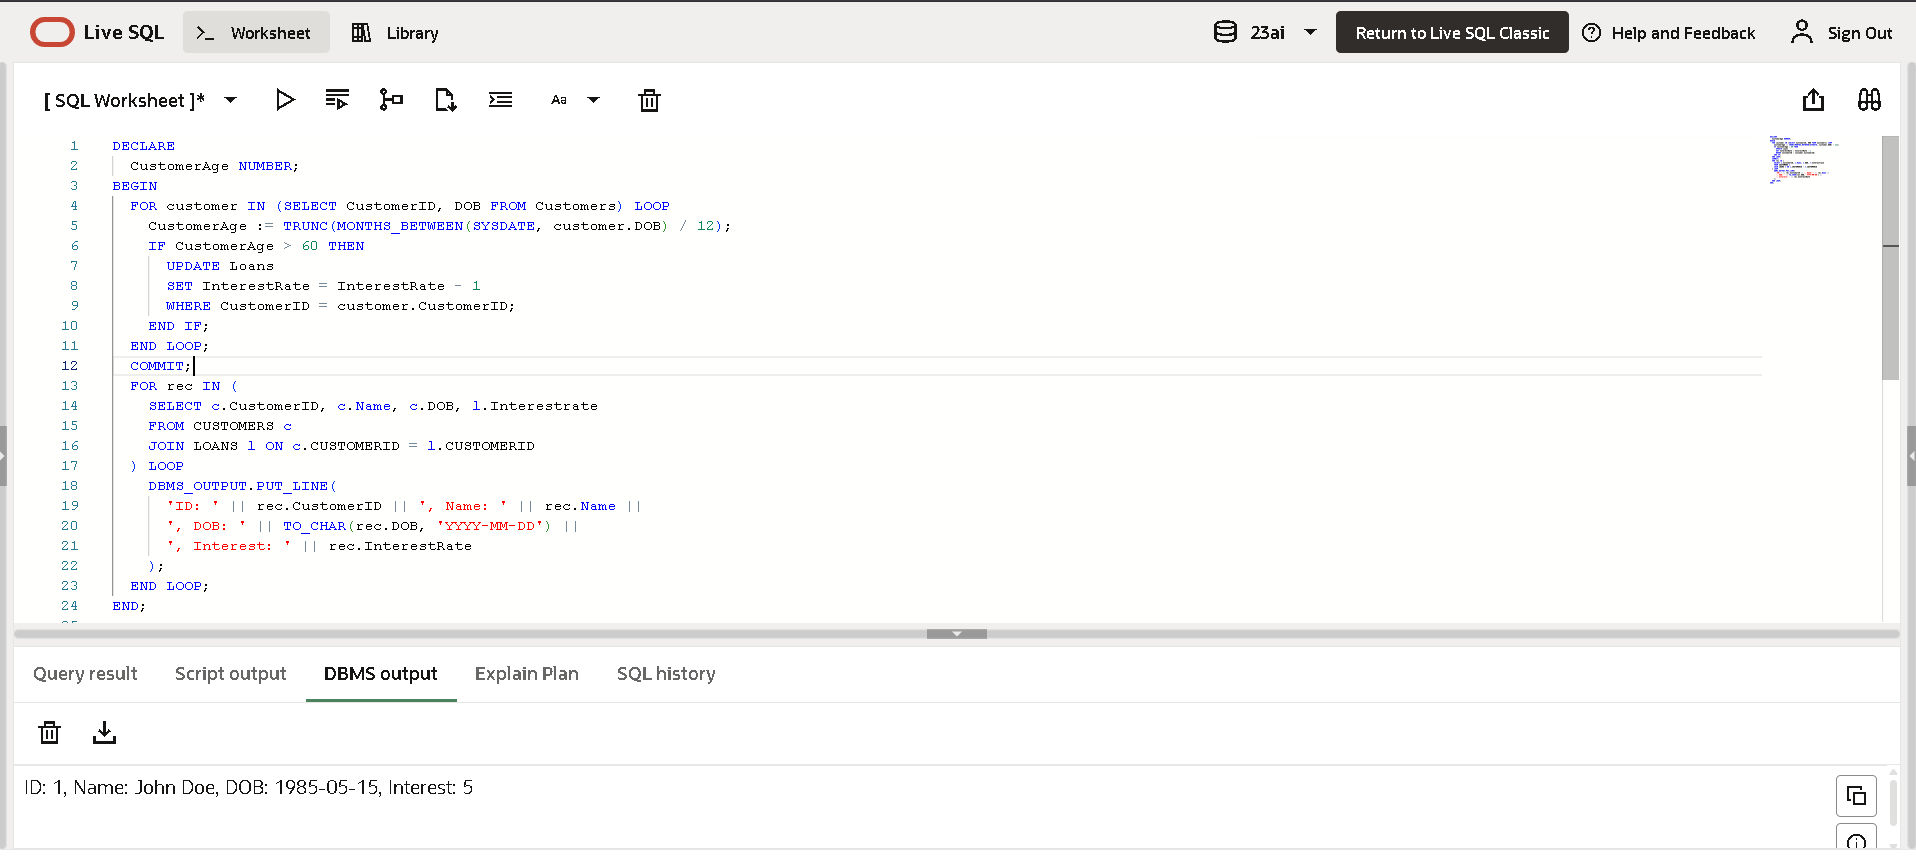 Live SQL
Worksheet
Library
23ai
Return to Live SQL Classic
Help and Feedback
Sign Out
[ SQL Worksheet ]*
Aa
1 DECLARE
2 CustomerAge NUMBER;
3 BEGIN
4 FOR customer IN (SELECT CustomerID, DOB FROM Customers) LOOP
5 CustomerAge := TRUNC(MONTHS_BETWEEN(SYSDATE, customer.DOB) / 12);
6 IF CustomerAge > 60 THEN
7 UPDATE Loans
8 SET InterestRate = InterestRate - 1
9 WHERE CustomerID = customer.CustomerID;
10 END IF;
11 END LOOP;
12 COMMIT;
13 FOR rec IN (
14 SELECT c.CustomerID, c.Name, c.DOB, l.Interestrate
15 FROM CUSTOMERS c
16 JOIN LOANS l ON c.CUSTOMERID = l.CUSTOMERID
17 ) LOOP
18 DBMS_OUTPUT.PUT_LINE(
19 'ID: ' || rec.CustomerID || ', Name: ' || rec.Name ||
20 ', DOB: ' || TO_CHAR(rec.DOB, 'YYYY-MM-DD') ||
21 ', Interest: ' || rec.InterestRate
22 );
23 END LOOP;
24 END;
Query result
Script output
DBMS output
Explain Plan
SQL history
ID: 1, Name: John Doe, DOB: 1985-05-15, Interest: 5